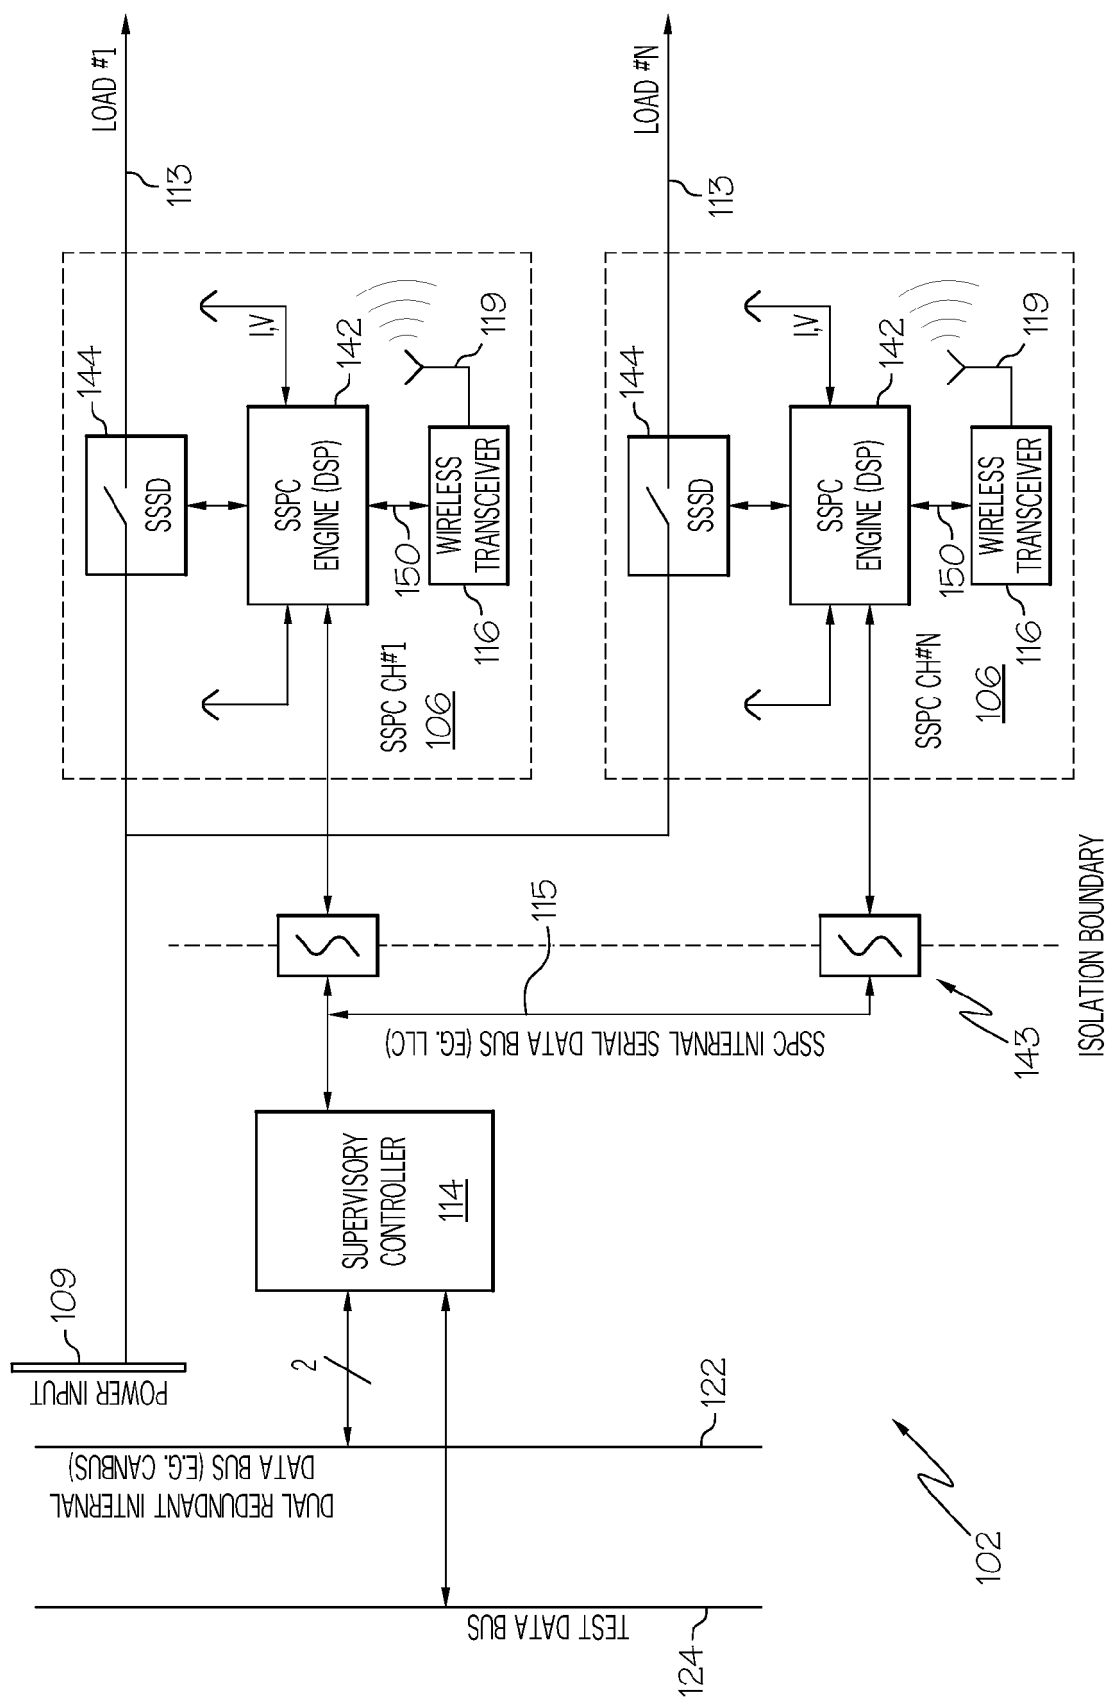 POWER INPUT
109
DUAL REDUNDANT INTERNAL
DATA BUS (E.G. CANBUS)
122
TEST DATA BUS
124
102
2
SUPERVISORY
CONTROLLER
114
SSPC INTERNAL SERIAL DATA BUS (EG. LLC)
115
143
ISOLATION BOUNDARY
144
SSSD
I,V
SSPC
ENGINE (DSP)
142
150
WIRELESS
TRANSCEIVER
116
119
SSPC CH#1
106
LOAD #1
113
144
SSSD
I,V
SSPC
ENGINE (DSP)
142
150
WIRELESS
TRANSCEIVER
116
119
SSPC CH#N
106
LOAD #N
113